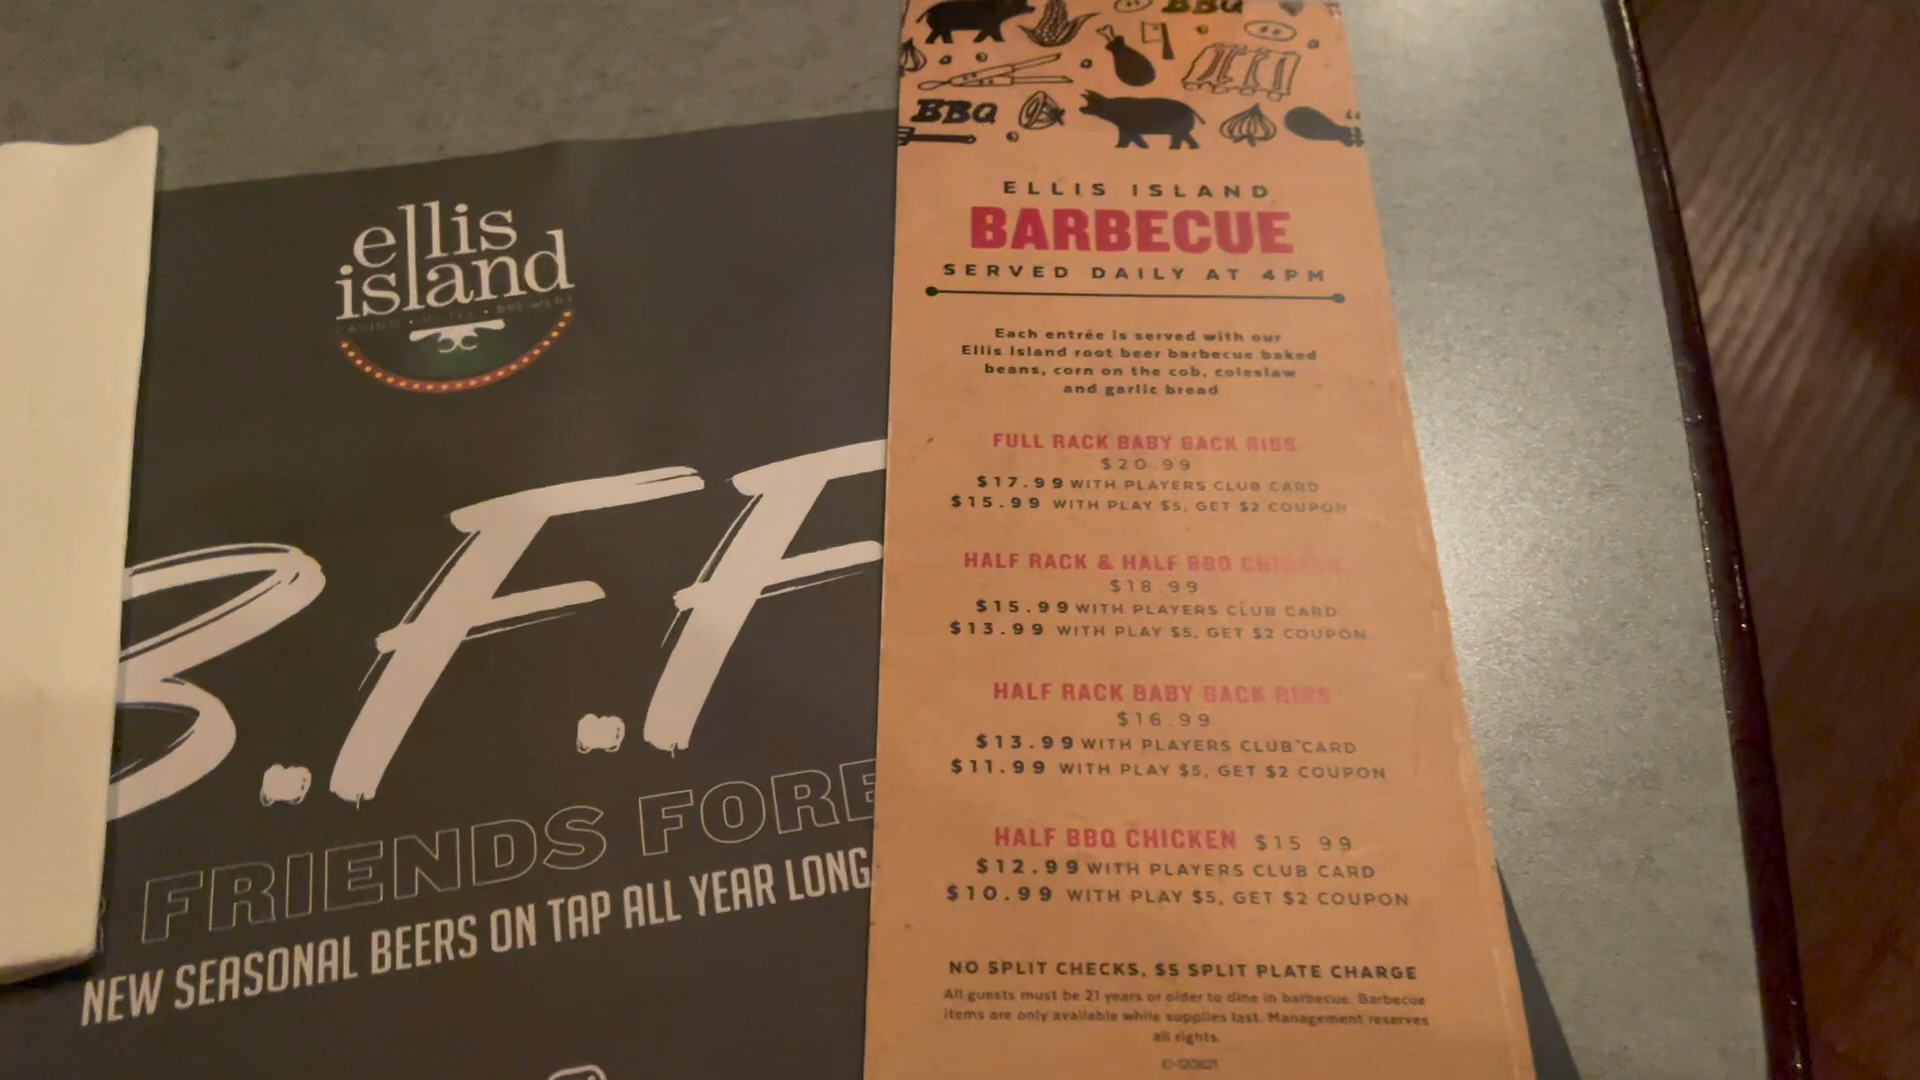 ellis
island
CASINO • HOTEL • BREWERY
B.F.F
FRIENDS FORE
NEW SEASONAL BEERS ON TAP ALL YEAR LONG
BBQ
BBQ
ELLIS ISLAND
BARBECUE
SERVED DAILY AT 4PM
Each entrée is served with our
Ellis Island root beer barbecue baked
beans, corn on the cob, coleslaw
and garlic bread
FULL RACK BABY BACK RIBS
$20.99
$17.99 WITH PLAYERS CLUB CARD
$15.99 WITH PLAY $5, GET $2 COUPON
HALF RACK & HALF BBQ CHICKEN
$18.99
$15.99 WITH PLAYERS CLUB CARD
$13.99 WITH PLAY $5, GET $2 COUPON
HALF RACK BABY BACK RIBS
$16.99
$13.99 WITH PLAYERS CLUB CARD
$11.99 WITH PLAY $5, GET $2 COUPON
HALF BBQ CHICKEN $15.99
$12.99 WITH PLAYERS CLUB CARD
$10.99 WITH PLAY $5, GET $2 COUPON
NO SPLIT CHECKS, $5 SPLIT PLATE CHARGE
All guests must be 21 years or older to dine in barbecue. Barbecue
items are only available while supplies last. Management reserves
all rights.